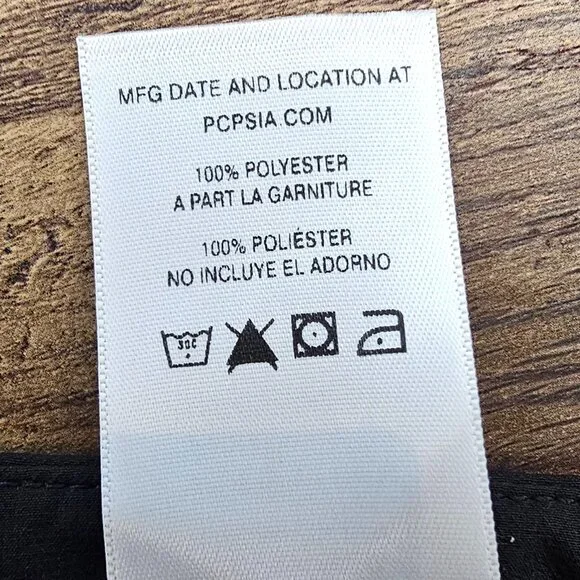 MFG DATE AND LOCATION AT
PCPSIA.COM
100% POLYESTER
A PART LA GARNITURE
100% POLIÉSTER
NO INCLUYE EL ADORNO
30C